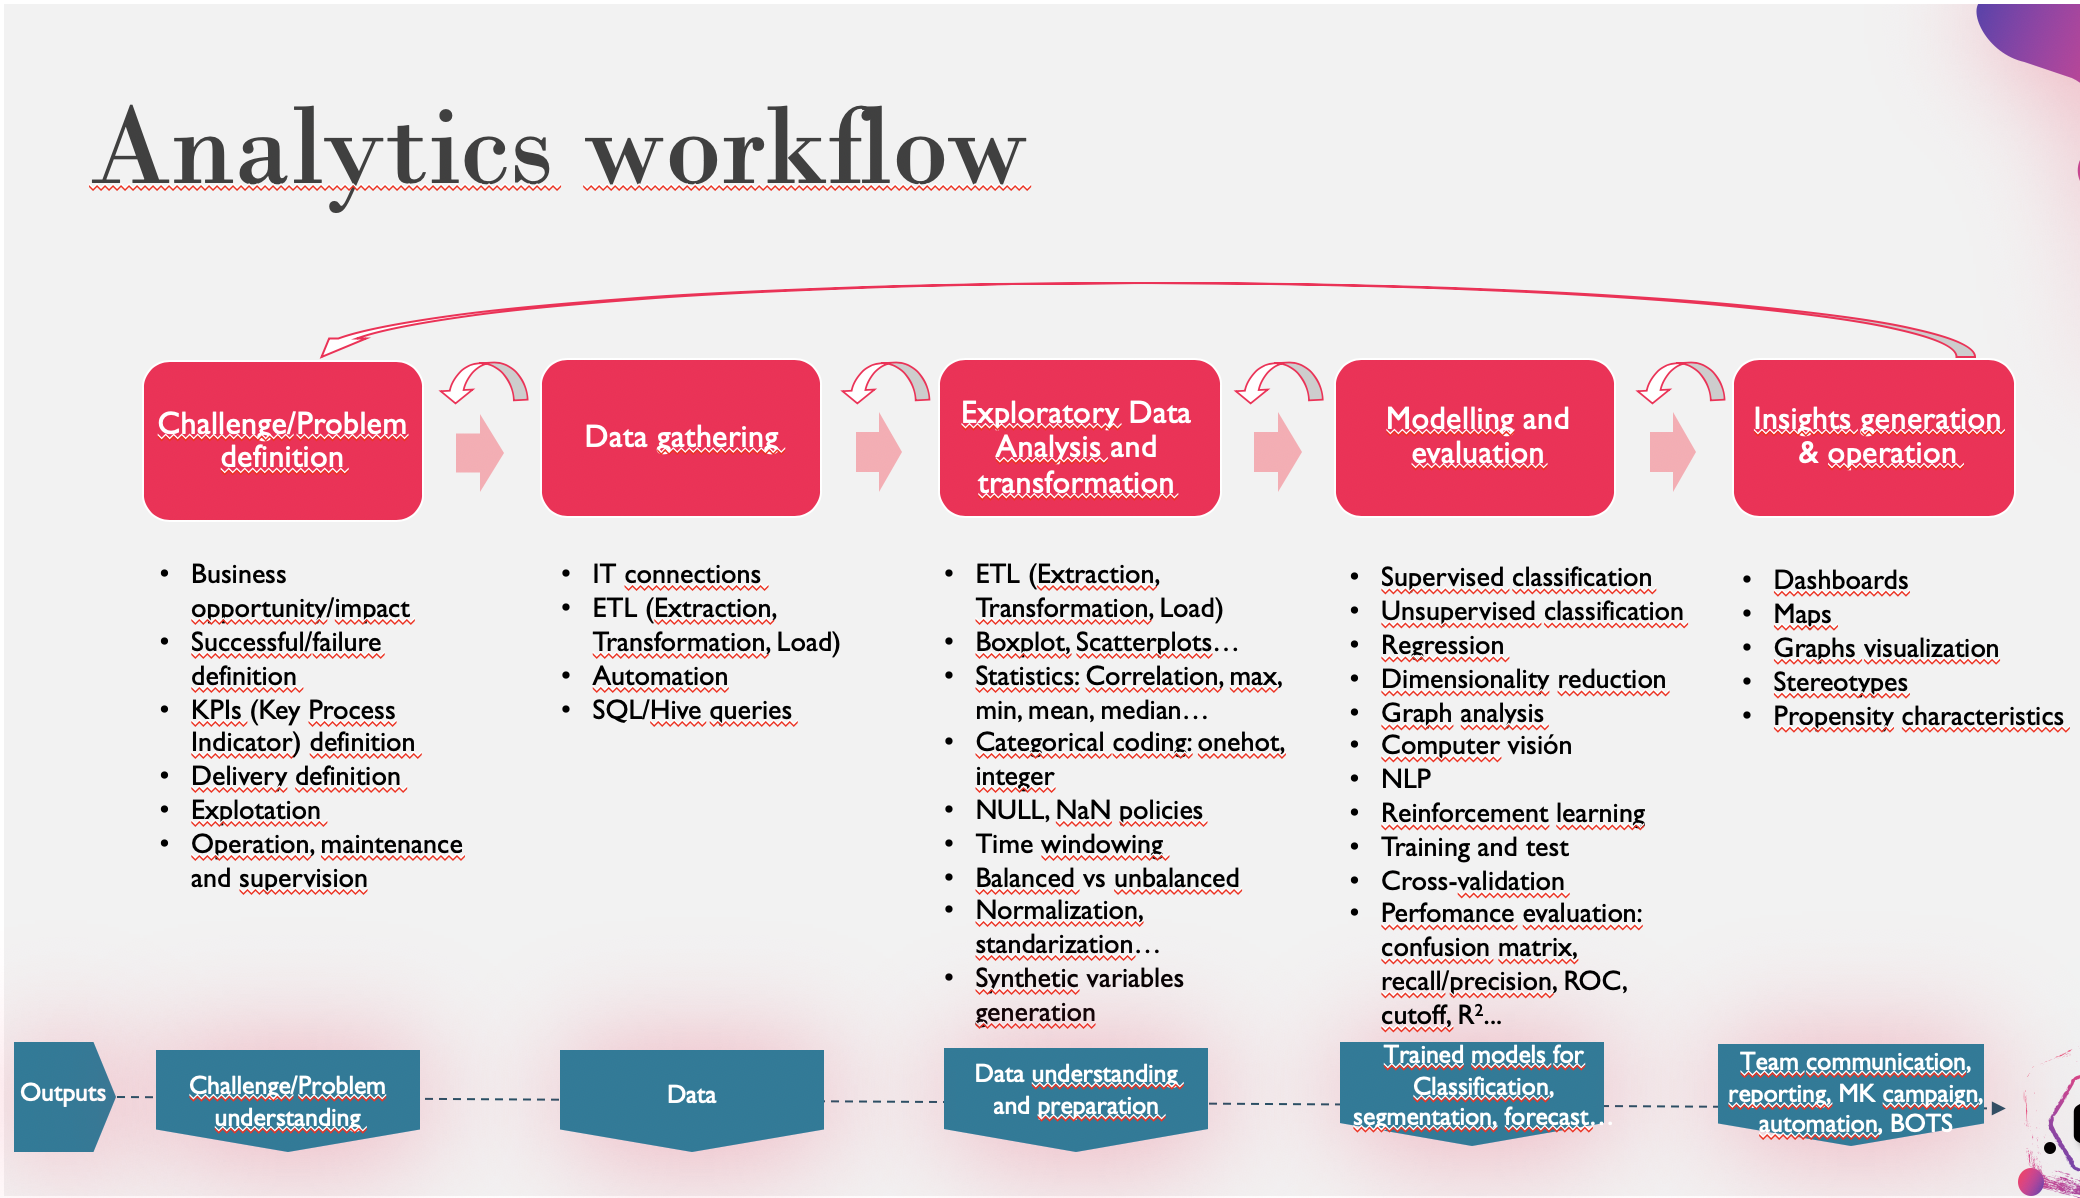 Analytics workflow
Challenge/Problem
definition
Data gathering
Exploratory Data
Analysis and
transformation
Modelling and
evaluation
Insights generation
& operation
• Business
opportunity/impact
• Successful/failure
definition
• KPIs (Key Process
Indicator) definition
• Delivery definition
• Explotation
• Operation, maintenance
and supervision
• IT connections
• ETL (Extraction,
Transformation, Load)
• Automation
• SQL/Hive queries
• ETL (Extraction,
Transformation, Load)
• Boxplot, Scatterplots…
• Statistics: Correlation, max,
min, mean, median…
• Categorical coding: onehot,
integer
• NULL, NaN policies
• Time windowing
• Balanced vs unbalanced
• Normalization,
standarization…
• Synthetic variables
generation
• Supervised classification
• Unsupervised classification
• Regression
• Dimensionality reduction
• Graph analysis
• Computer visión
• NLP
• Reinforcement learning
• Training and test
• Cross-validation
• Perfomance evaluation:
confusion matrix,
recall/precision, ROC,
cutoff, R²...
• Dashboards
• Maps
• Graphs visualization
• Stereotypes
• Propensity characteristics
Outputs
Challenge/Problem
understanding
Data
Data understanding
and preparation
Trained models for
Classification,
segmentation, forecast…
Team communication,
reporting, MK campaign,
automation, BOTS